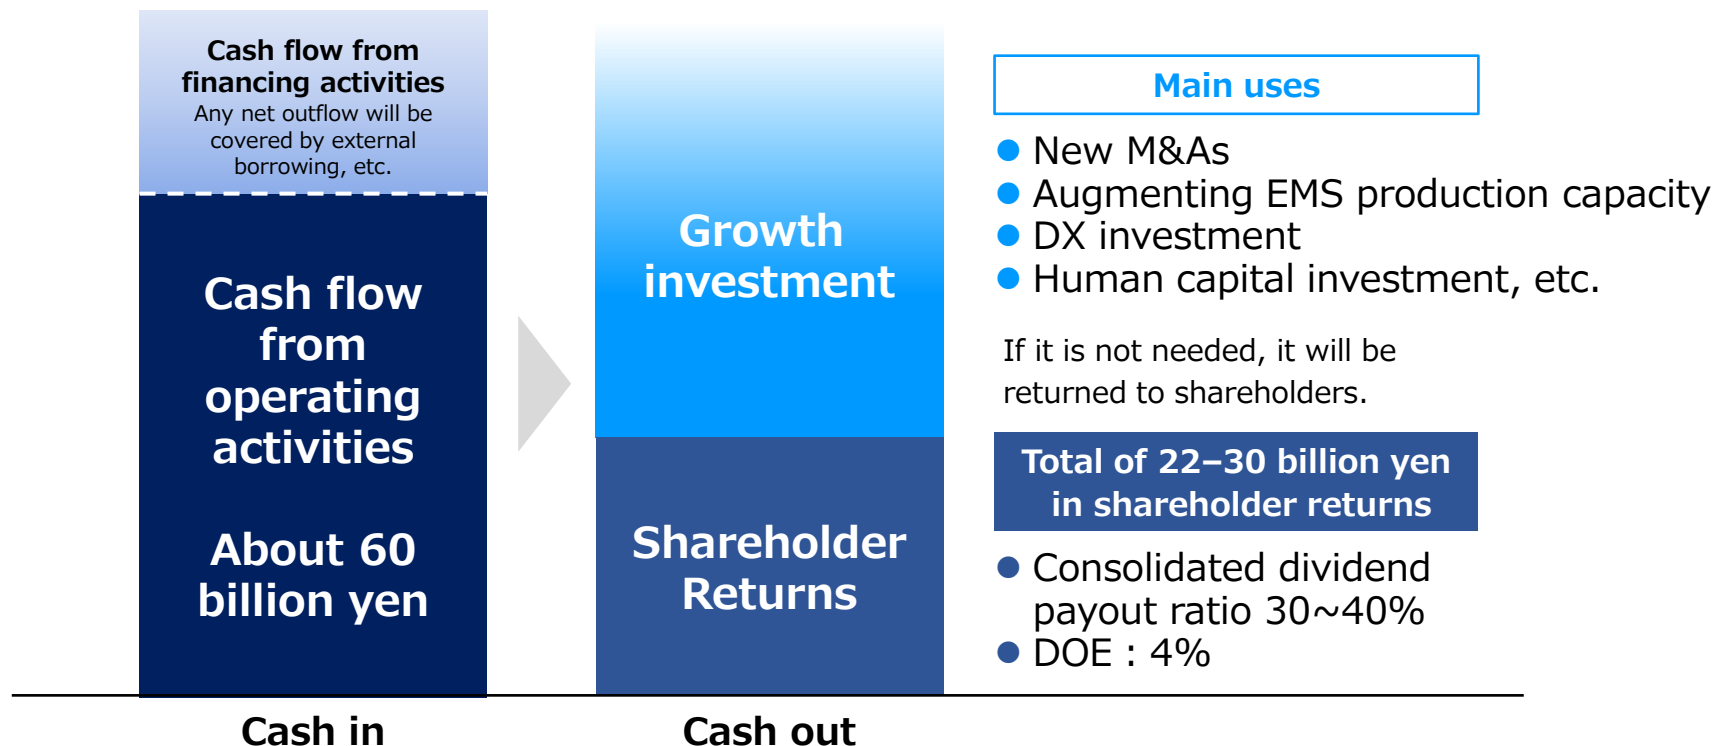 Cash flow from
financing activities
Any net outflow will be
covered by external
borrowing, etc.
Cash flow
from
operating
activities
About 60
billion yen
Cash in
Growth
investment
Shareholder
Returns
Cash out
Main uses
● New M&As
● Augmenting EMS production capacity
● DX investment
● Human capital investment, etc.
If it is not needed, it will be
returned to shareholders.
Total of 22–30 billion yen
in shareholder returns
● Consolidated dividend
payout ratio 30~40%
● DOE : 4%